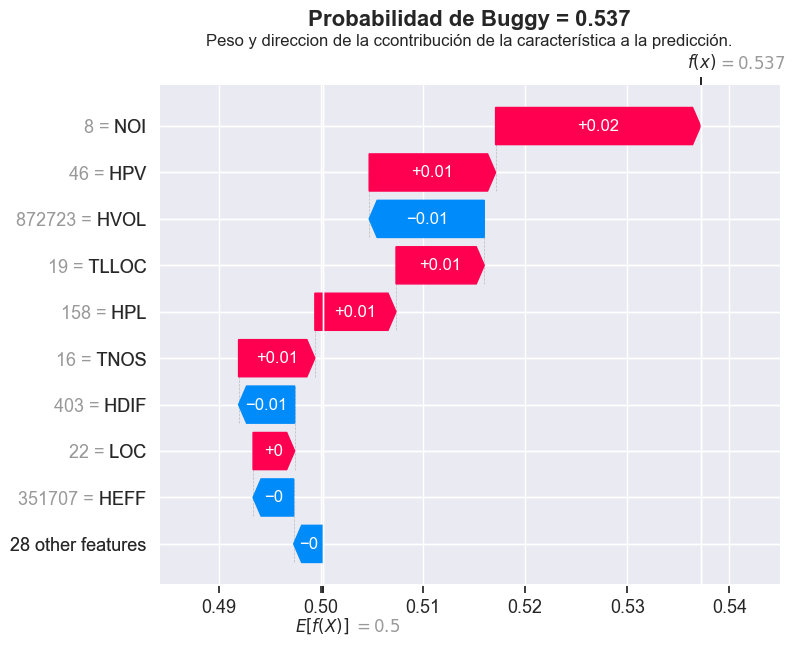 Probabilidad de Buggy = 0.537
Peso y direccion de la ccontribución de la característica a la predicción.
f(x) = 0.537
8 = NOI
+0.02
46 = HPV
+0.01
872723 = HVOL
−0.01
19 = TLLOC
+0.01
158 = HPL
+0.01
16 = TNOS
+0.01
403 = HDIF
−0.01
22 = LOC
+0
351707 = HEFF
−0
28 other features
−0
0.49 0.50 0.51 0.52 0.53 0.54
E[f(X)] = 0.5